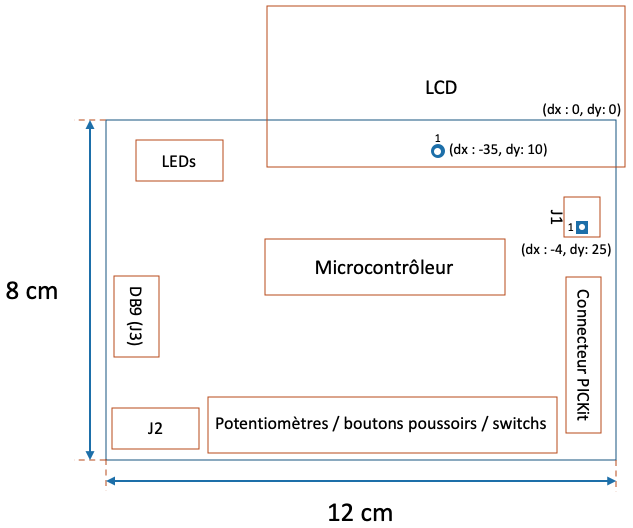 LCD
(dx : 0, dy: 0)
1
(dx : -35, dy: 10)
LEDs
J1
1
(dx : -4, dy: 25)
Microcontrôleur
8 cm
DB9 (J3)
Connecteur PICKit
J2
Potentiomètres / boutons poussoirs / switchs
12 cm